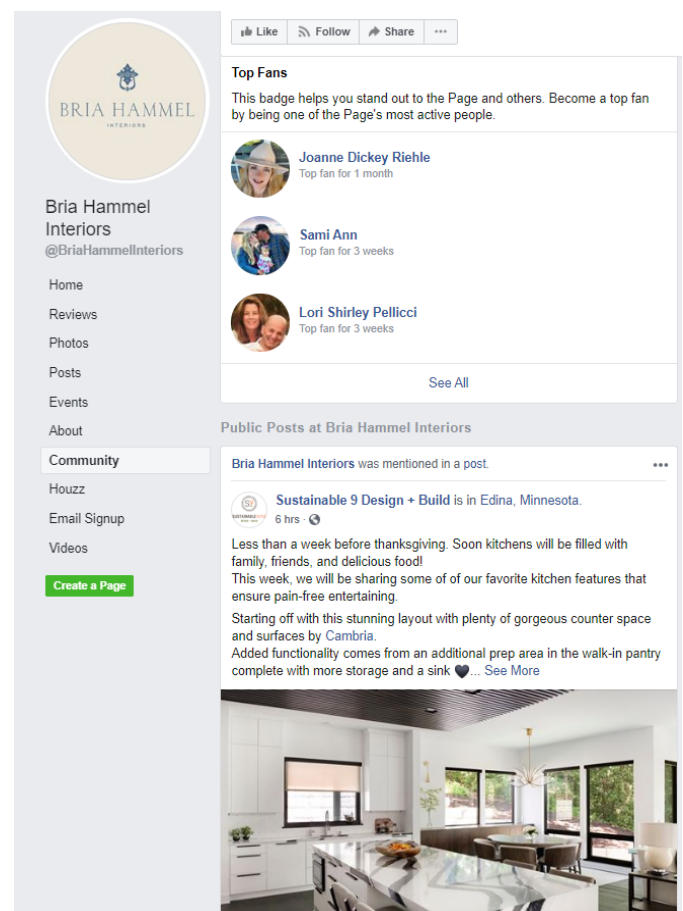 BRIA HAMMEL
INTERIORS
Bria Hammel
Interiors
@BriaHammelInteriors
Home
Reviews
Photos
Posts
Events
About
Community
Houzz
Email Signup
Videos
Create a Page
Like Follow Share ...
Top Fans
This badge helps you stand out to the Page and others. Become a top fan
by being one of the Page's most active people.
Joanne Dickey Riehle
Top fan for 1 month
Sami Ann
Top fan for 3 weeks
Lori Shirley Pellicci
Top fan for 3 weeks
See All
Public Posts at Bria Hammel Interiors
Bria Hammel Interiors was mentioned in a post. ...
Sustainable 9 Design + Build is in Edina, Minnesota.
6 hrs ·
Less than a week before thanksgiving. Soon kitchens will be filled with
family, friends, and delicious food!
This week, we will be sharing some of of our favorite kitchen features that
ensure pain-free entertaining.
Starting off with this stunning layout with plenty of gorgeous counter space
and surfaces by Cambria.
Added functionality comes from an additional prep area in the walk-in pantry
complete with more storage and a sink 🖤... See More